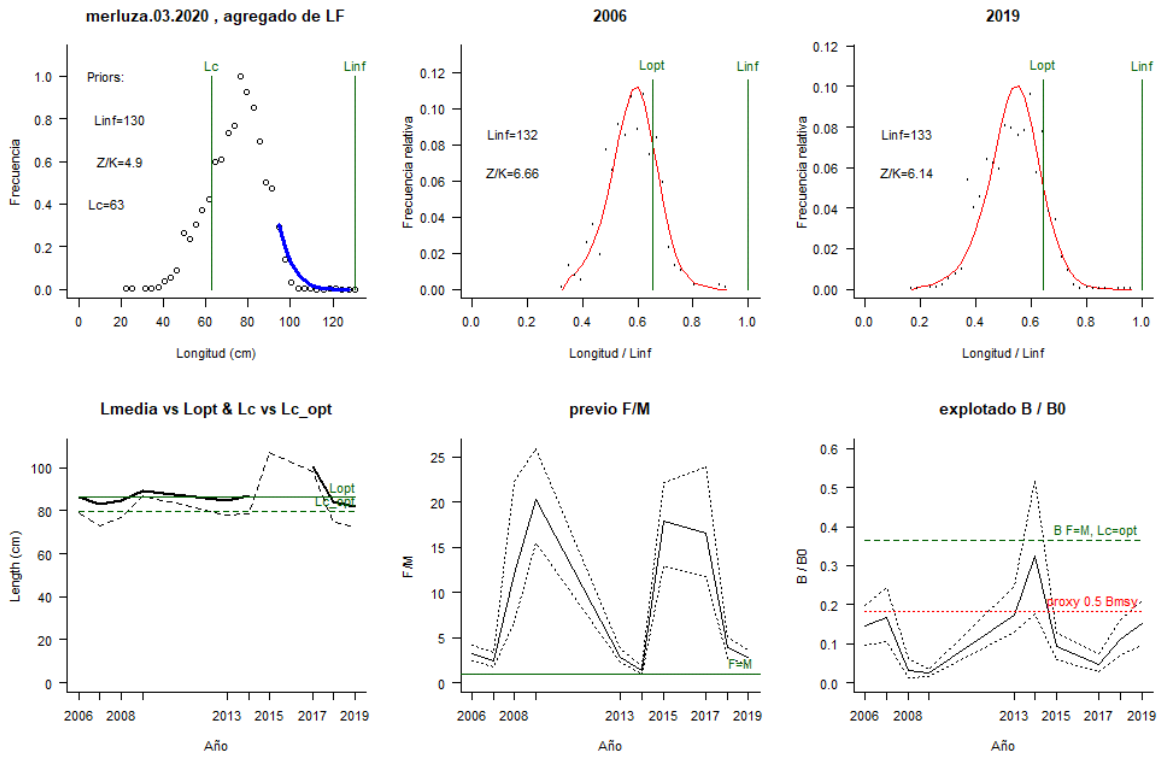 merluza.03.2020 , agregado de LF
Frecuencia
1.0
0.8
0.6
0.4
0.2
0.0
Priors:
Linf=130
Z/K=4.9
Lc=63
Lc
Linf
0 20 40 60 80 100 120
Longitud (cm)
2006
Frecuencia relativa
0.12
0.10
0.08
0.06
0.04
0.02
0.00
Linf=132
Z/K=6.66
Lopt
Linf
0.0 0.2 0.4 0.6 0.8 1.0
Longitud / Linf
2019
Frecuencia relativa
0.12
0.10
0.08
0.06
0.04
0.02
0.00
Linf=133
Z/K=6.14
Lopt
Linf
0.0 0.2 0.4 0.6 0.8 1.0
Longitud / Linf
Lmedia vs Lopt & Lc vs Lc_opt
Length (cm)
100
80
60
40
20
0
Lopt
Lc_opt
2006 2008 2013 2015 2017 2019
Año
previo F/M
F/M
25
20
15
10
5
0
F=M
2006 2008 2013 2015 2017 2019
Año
explotado B / B0
B / B0
0.6
0.5
0.4
0.3
0.2
0.1
0.0
B F=M, Lc=opt
proxy 0.5 Bmsy
2006 2008 2013 2015 2017 2019
Año